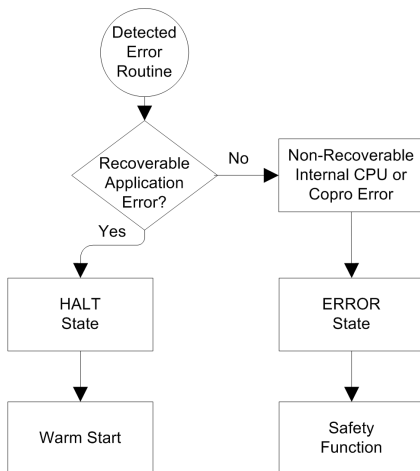 Detected
Error
Routine
Recoverable
Application
Error?
No
Non-Recoverable
Internal CPU or
Copro Error
Yes
HALT
State
ERROR
State
Warm Start
Safety
Function